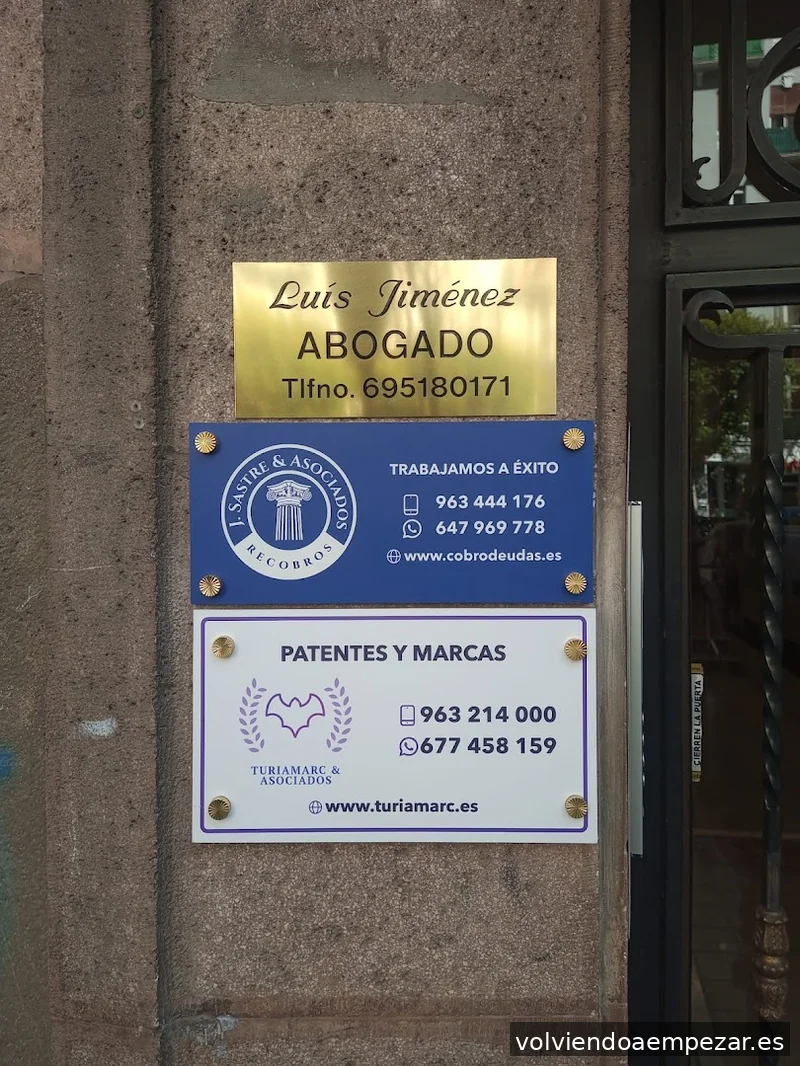 Luís Jiménez
ABOGADO
Tlfno. 695180171
J. SASTRE & ASOCIADOS
RECOBROS
TRABAJAMOS A ÉXITO
963 444 176
647 969 778
www.cobrodeudas.es
PATENTES Y MARCAS
963 214 000
677 458 159
TURIAMARC &
ASOCIADOS
www.turiamarc.es
CIERREN LA PUERTA
volviendoaempezar.es